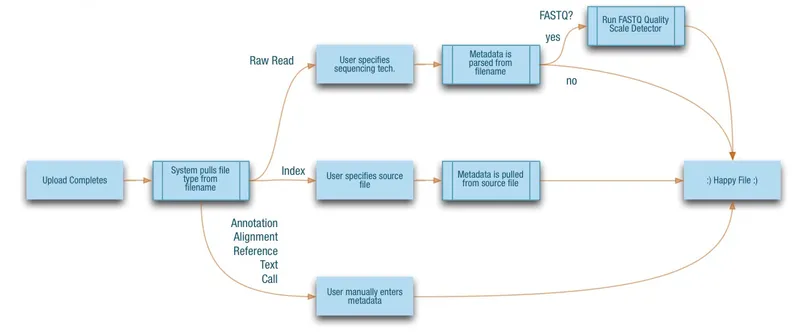 FASTQ?
yes
Run FASTQ Quality
Scale Detector
Raw Read
User specifies
sequencing tech.
Metadata is
parsed from
filename
no
Upload Completes
System pulls file
type from
filename
Index
User specifies source
file
Metadata is pulled
from source file
:) Happy File :)
Annotation
Alignment
Reference
Text
Call
User manually enters
metadata